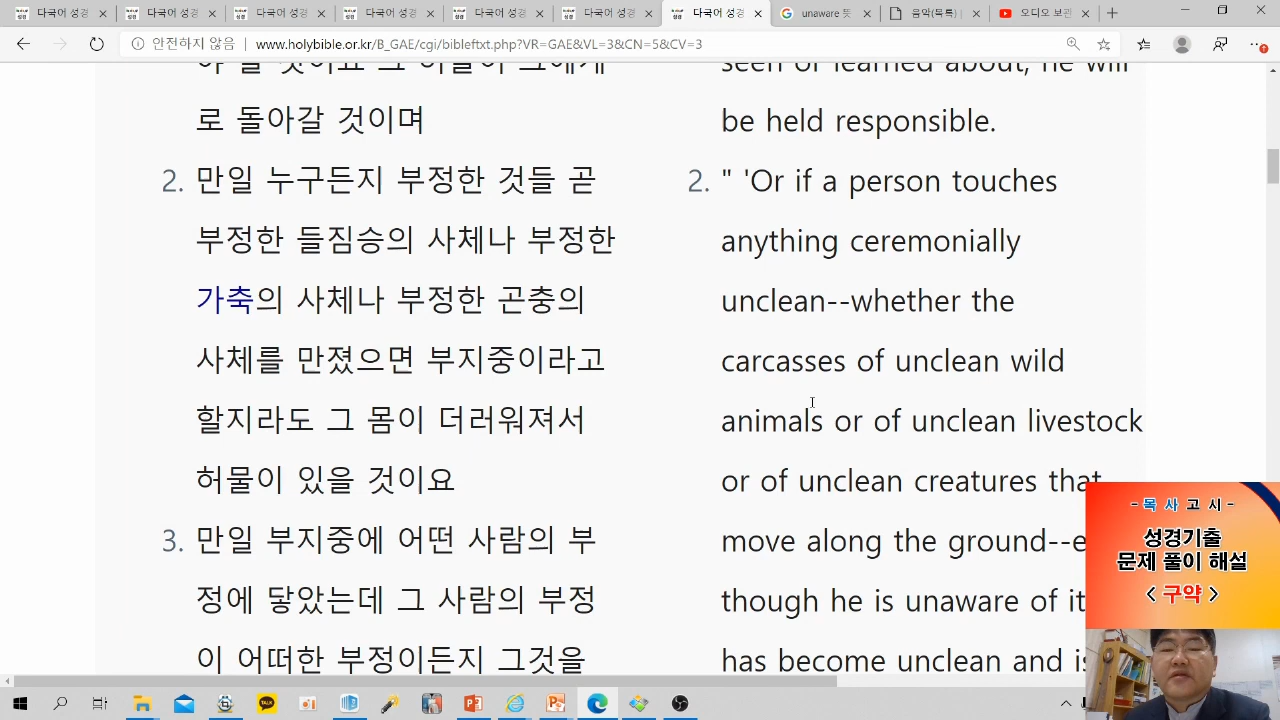 다국어 성경
다국어 성경
다국어 성경
다국어 성경
다국어 성경
다국어 성경
다국어 성경
unaware 뜻
음악(목록)
오디오 보관
안전하지 않음
www.holybible.or.kr/B_GAE/cgi/bibleftxt.php?VR=GAE&VL=3&CN=5&CV=3
로 돌아갈 것이며
2. 만일 누구든지 부정한 것들 곧
부정한 들짐승의 사체나 부정한
가축의 사체나 부정한 곤충의
사체를 만졌으면 부지중이라고
할지라도 그 몸이 더러워져서
허물이 있을 것이요
3. 만일 부지중에 어떤 사람의 부
정에 닿았는데 그 사람의 부정
이 어떠한 부정이든지 그것을
seen or learned about, he will
be held responsible.
2. " 'Or if a person touches
anything ceremonially
unclean--whether the
carcasses of unclean wild
animals or of unclean livestock
or of unclean creatures that
move along the ground--e
though he is unaware of it
has become unclean and is
- 목 사 고 시 -
성경기출
문제 풀이 해설
< 구약 >
TALK